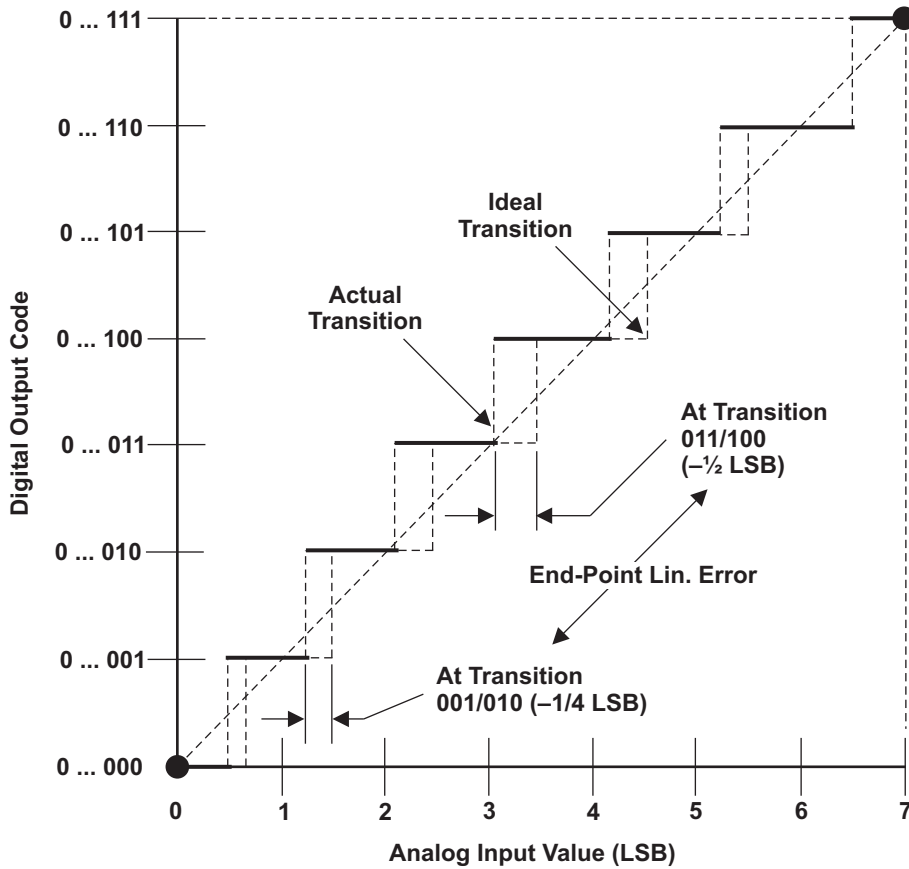 0 ... 111
0 ... 110
0 ... 101
0 ... 100
0 ... 011
0 ... 010
0 ... 001
0 ... 000
Digital Output Code
Ideal
Transition
Actual
Transition
At Transition
011/100
(–½ LSB)
End-Point Lin. Error
At Transition
001/010 (–1/4 LSB)
0 1 2 3 4 5 6 7
Analog Input Value (LSB)